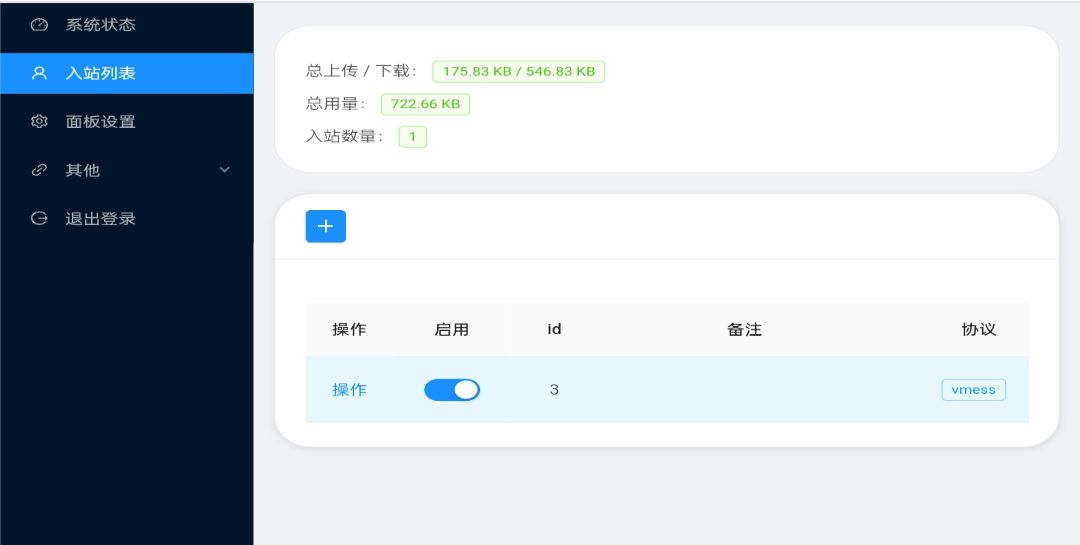 系统状态
入站列表
面板设置
其他
退出登录
总上传 / 下载： 175.83 KB / 546.83 KB
总用量： 722.66 KB
入站数量： 1
+
操作 启用 id 备注 协议
操作 3 vmess